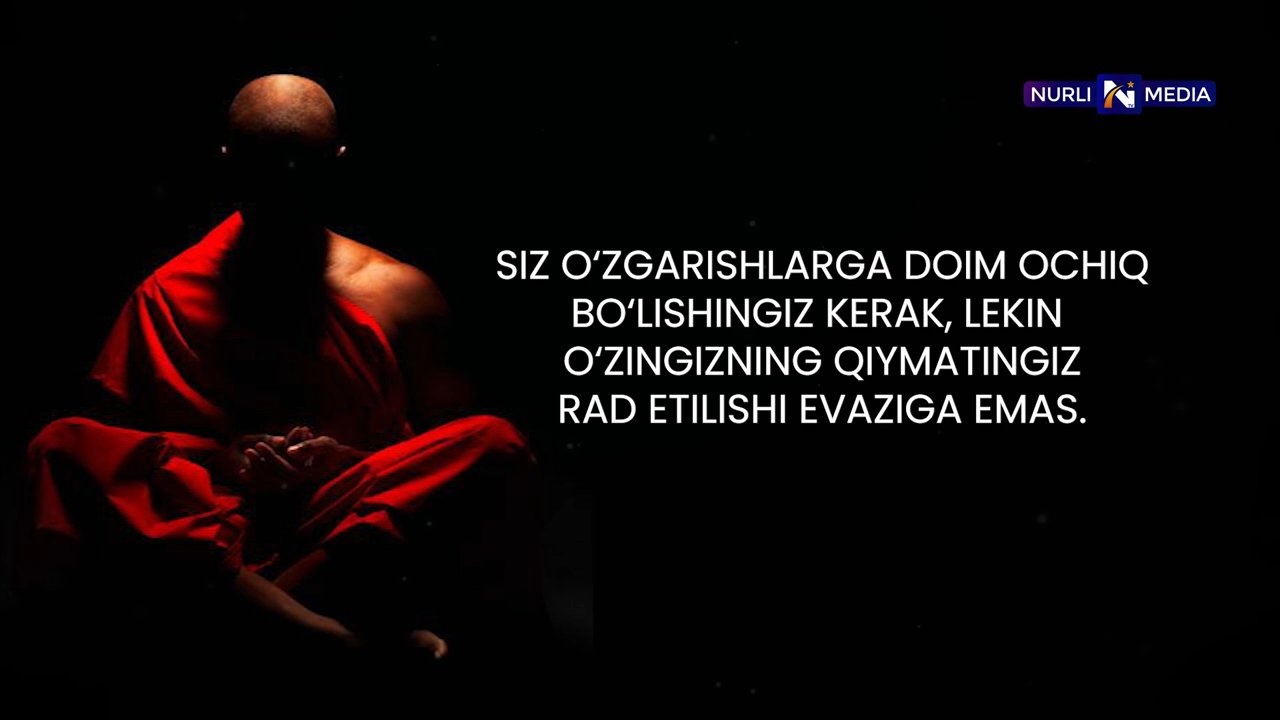 NURLI N MEDIA
SIZ O‘ZGARISHLARGA DOIM OCHIQ
BO‘LISHINGIZ KERAK, LEKIN
O‘ZINGIZNING QIYMATINGIZ
RAD ETILISHI EVAZIGA EMAS.